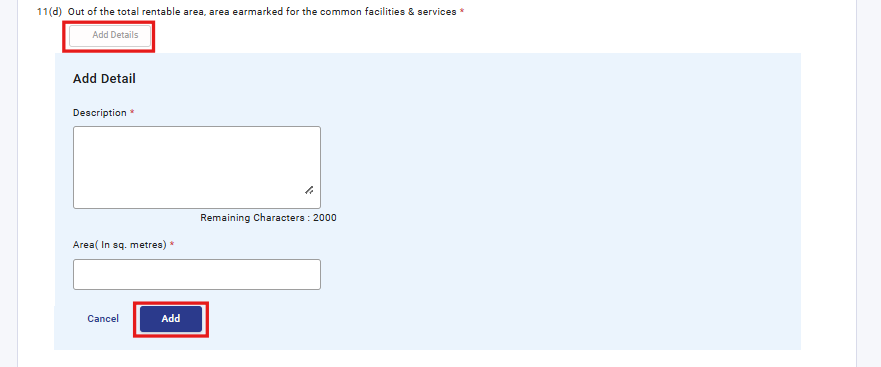 11(d) Out of the total rentable area, area earmarked for the common facilities & services *
Add Details
Add Detail
Description *
Remaining Characters : 2000
Area( In sq. metres) *
Cancel Add